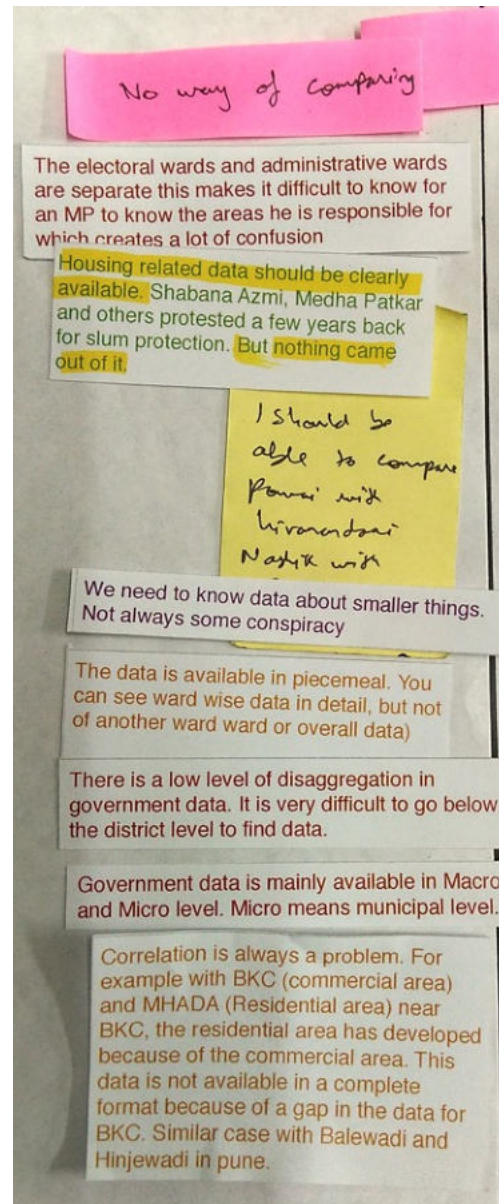 No way of comparing
The electoral wards and administrative wards
are separate this makes it difficult to know for
an MP to know the areas he is responsible for
which creates a lot of confusion
Housing related data should be clearly
available. Shabana Azmi, Medha Patkar
and others protested a few years back
for slum protection. But nothing came
out of it.
I should be
able to compare
Powai with
hiranandani
Nashik with
We need to know data about smaller things.
Not always some conspiracy
The data is available in piecemeal. You
can see ward wise data in detail, but not
of another ward ward or overall data)
There is a low level of disaggregation in
government data. It is very difficult to go below
the district level to find data.
Government data is mainly available in Macro
and Micro level. Micro means municipal level.
Correlation is always a problem. For
example with BKC (commercial area)
and MHADA (Residential area) near
BKC, the residential area has developed
because of the commercial area. This
data is not available in a complete
format because of a gap in the data for
BKC. Similar case with Balewadi and
Hinjewadi in pune.